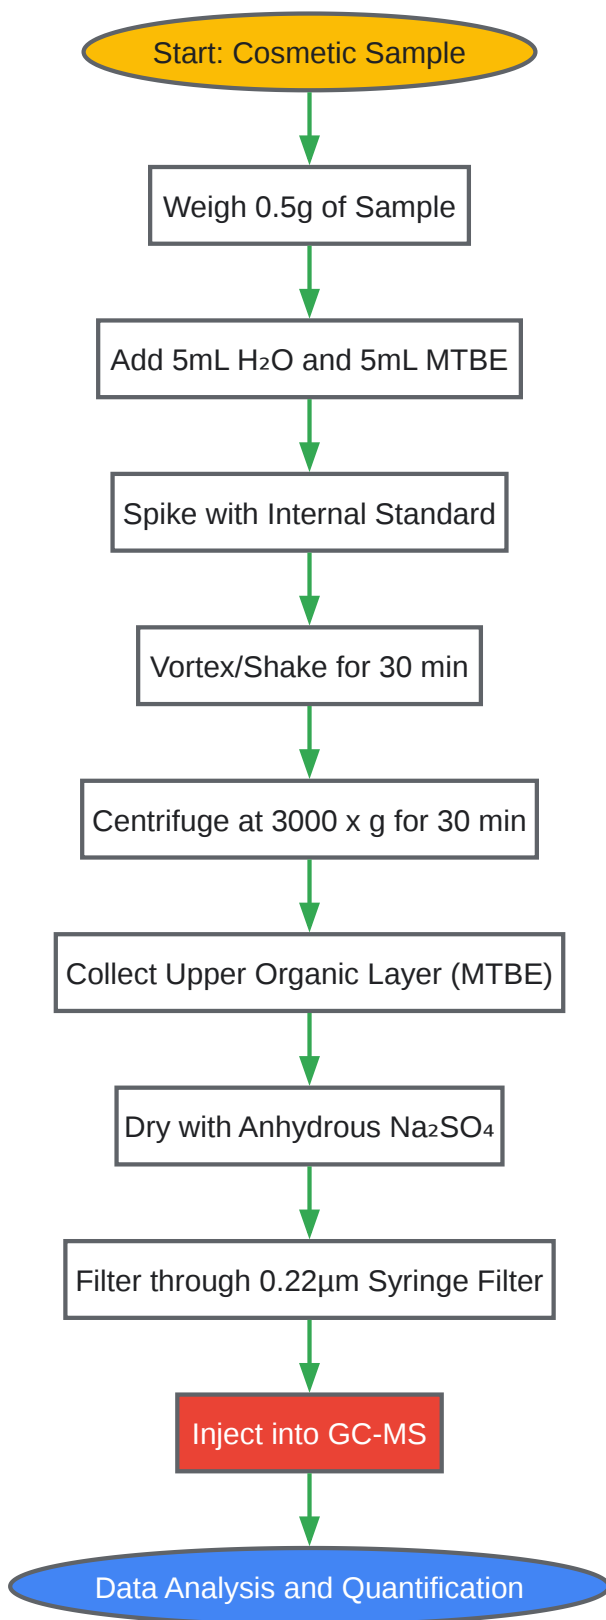 Start: Cosmetic Sample
Weigh 0.5g of Sample
Add 5mL H₂O and 5mL MTBE
Spike with Internal Standard
Vortex/Shake for 30 min
Centrifuge at 3000 x g for 30 min
Collect Upper Organic Layer (MTBE)
Dry with Anhydrous Na₂SO₄
Filter through 0.22µm Syringe Filter
Inject into GC-MS
Data Analysis and Quantification